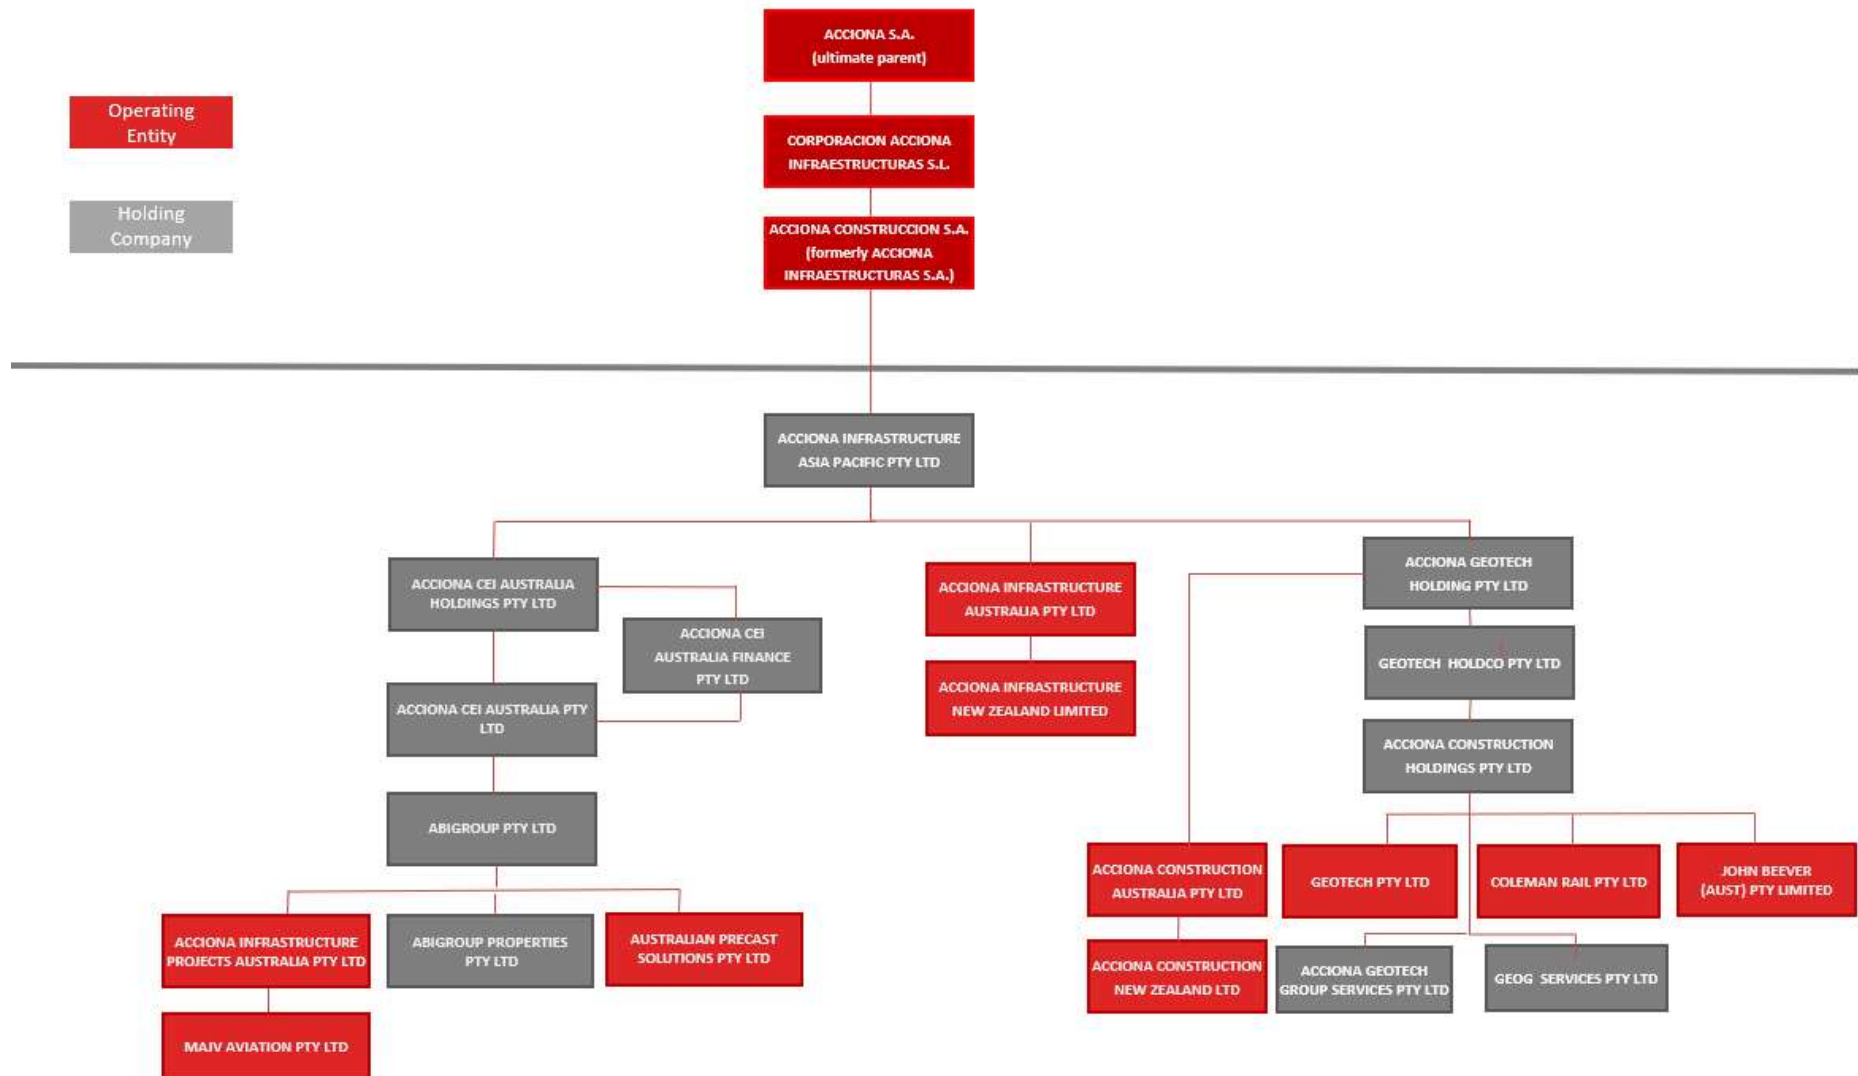 ACCIONA S.A.
(ultimate parent)
Operating
Entity
CORPORACION ACCIONA
INFRAESTRUCTURAS S.L.
Holding
Company
ACCIONA CONSTRUCCION S.A.
(formerly ACCIONA
INFRAESTRUCTURAS S.A.)
ACCIONA INFRASTRUCTURE
ASIA PACIFIC PTY LTD
ACCIONA CEI AUSTRALIA
HOLDINGS PTY LTD
ACCIONA INFRASTRUCTURE
AUSTRALIA PTY LTD
ACCIONA GEOTECH
HOLDING PTY LTD
ACCIONA CEI
AUSTRALIA FINANCE
PTY LTD
GEOTECH HOLDCO PTY LTD
ACCIONA CEI AUSTRALIA PTY
LTD
ACCIONA INFRASTRUCTURE
NEW ZEALAND LIMITED
ACCIONA CONSTRUCTION
HOLDINGS PTY LTD
ABIGROUP PTY LTD
ACCIONA CONSTRUCTION
AUSTRALIA PTY LTD
GEOTECH PTY LTD
COLEMAN RAIL PTY LTD
JOHN BEEVER
(AUST) PTY LIMITED
ACCIONA INFRASTRUCTURE
PROJECTS AUSTRALIA PTY LTD
ABIGROUP PROPERTIES
PTY LTD
AUSTRALIAN PRECAST
SOLUTIONS PTY LTD
ACCIONA CONSTRUCTION
NEW ZEALAND LTD
ACCIONA GEOTECH
GROUP SERVICES PTY LTD
GEOG SERVICES PTY LTD
MAJV AVIATION PTY LTD